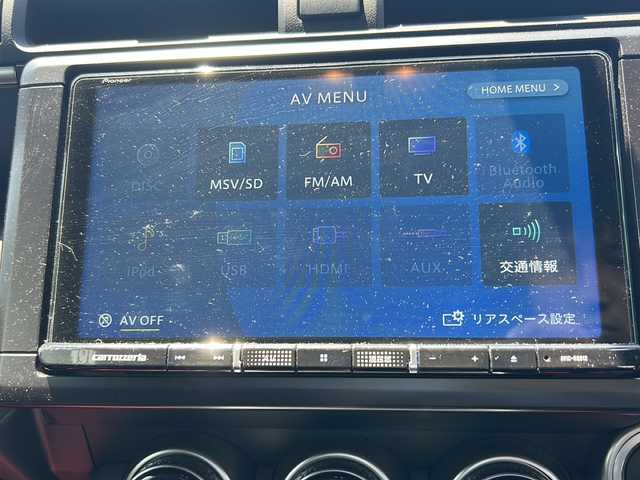 Pioneer
AV MENU
HOME MENU >
DISC
MSV/SD
FM/AM
TV
Bluetooth
Audio
iPod
USB
HDMI
AUX
交通情報
AV OFF
リアスペース設定
carrozzeria